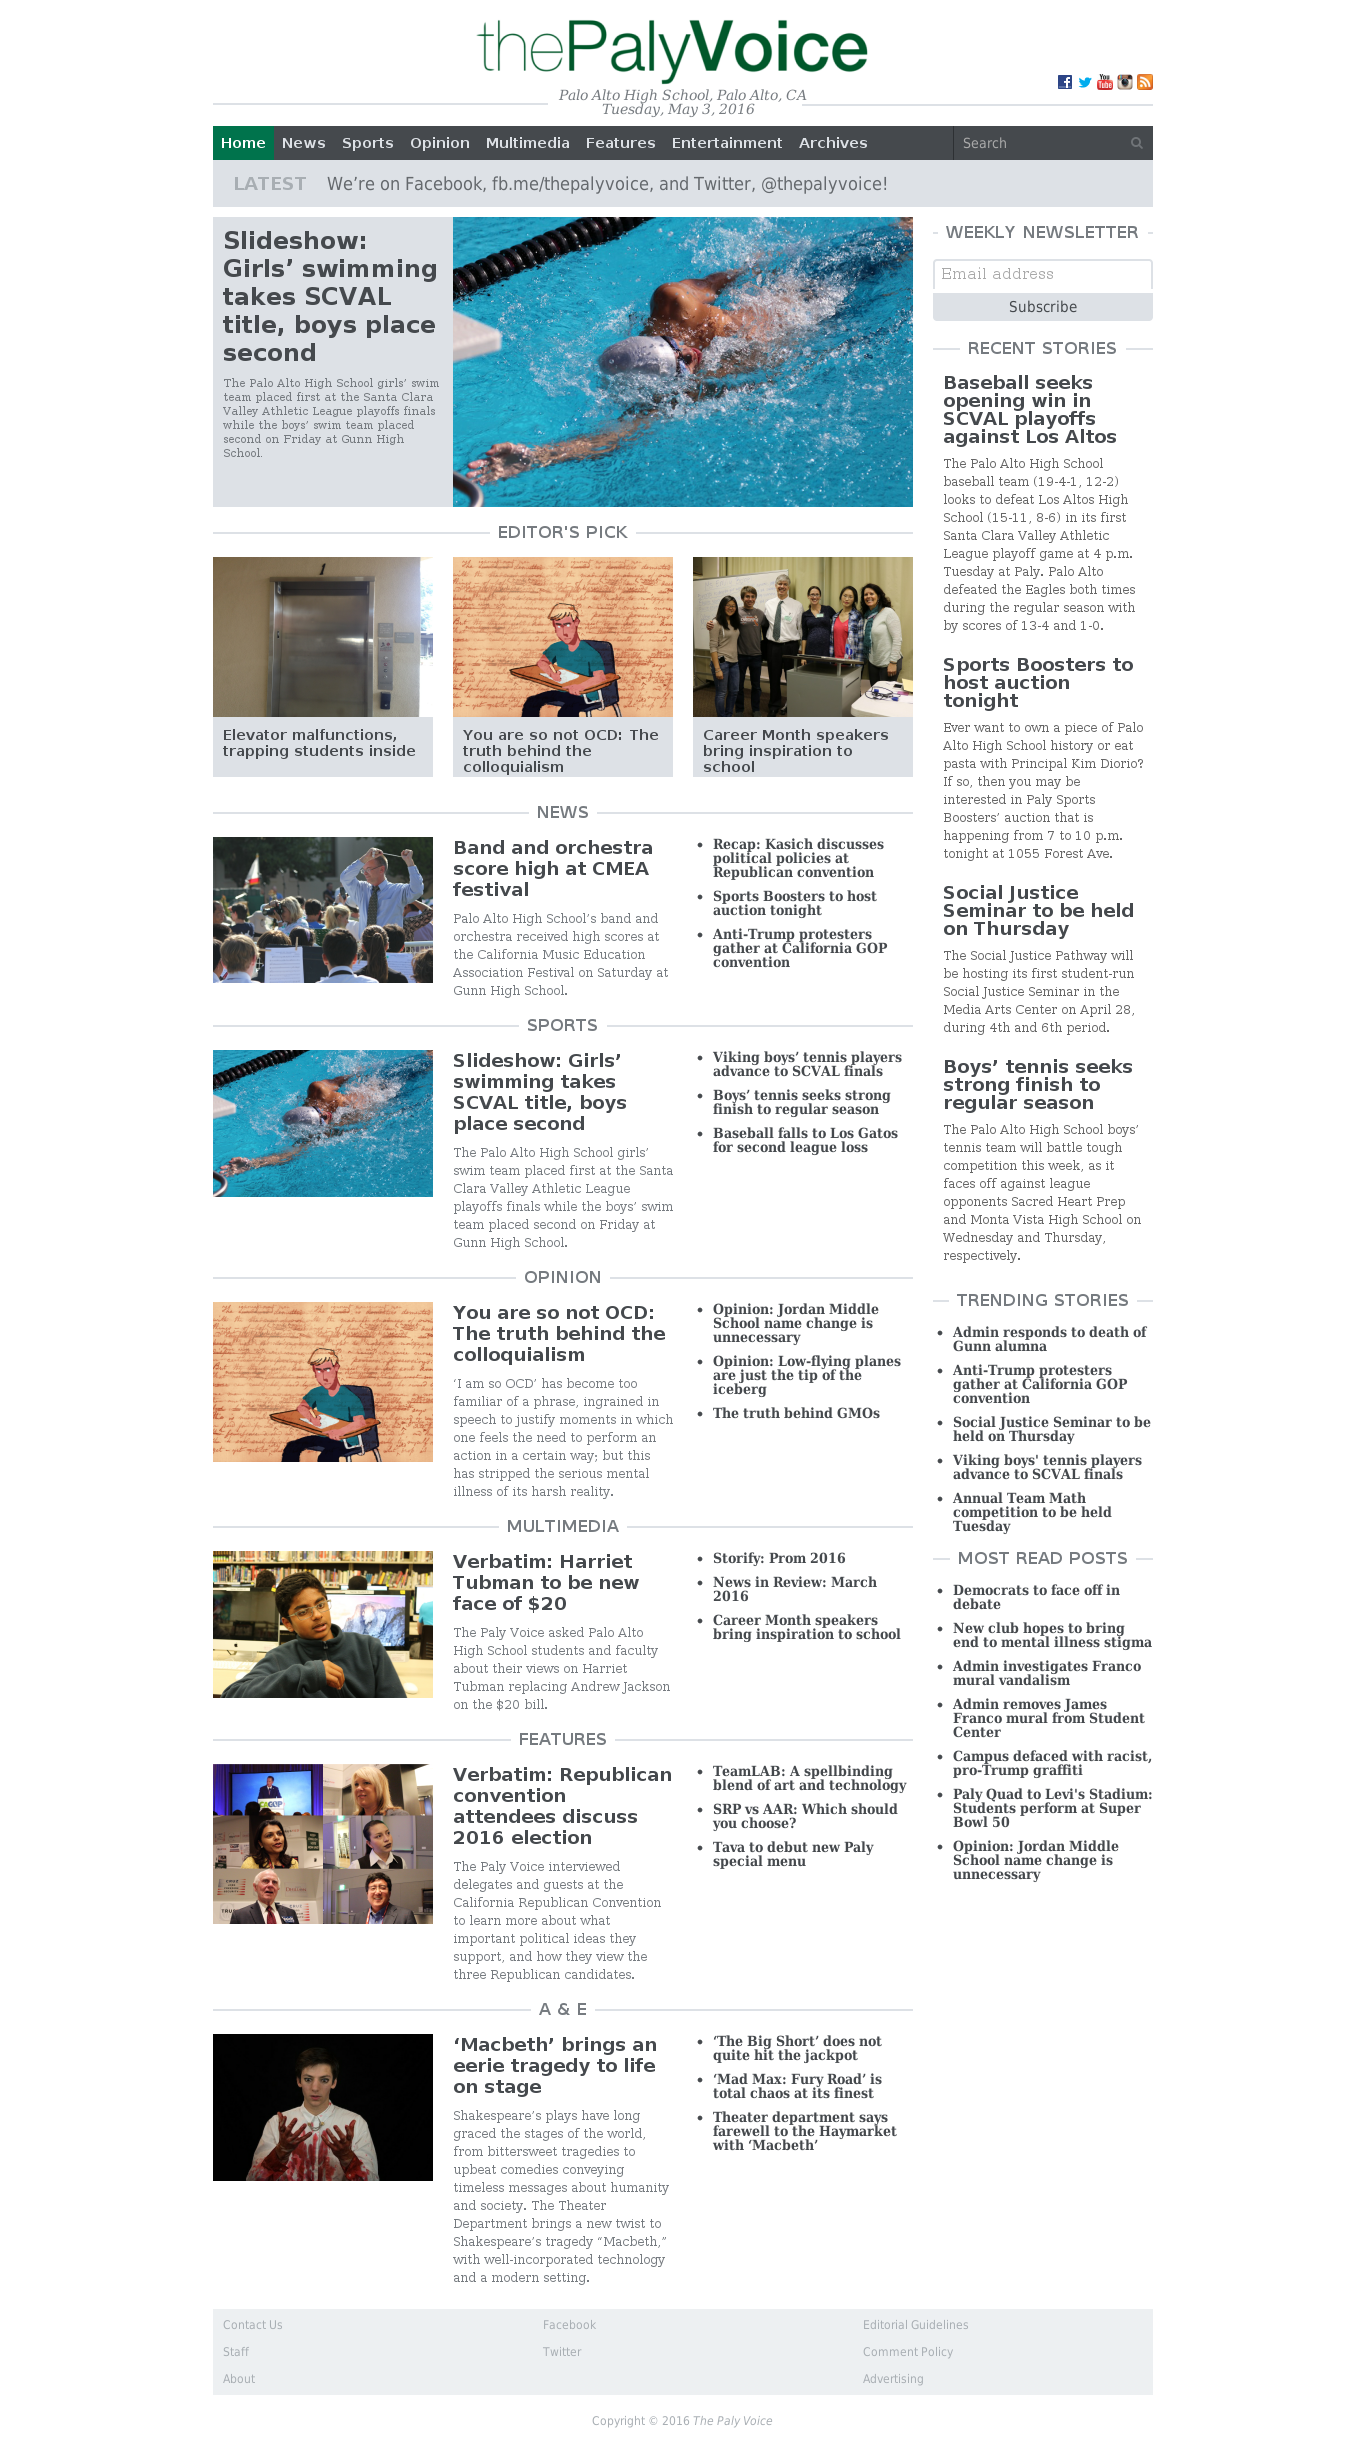 thePalyVoice
Palo Alto High School, Palo Alto, CA
Tuesday, May 3, 2016
Home News Sports Opinion Multimedia Features Entertainment Archives Search
LATEST We’re on Facebook, fb.me/thepalyvoice, and Twitter, @thepalyvoice!
Slideshow:
Girls’ swimming
takes SCVAL
title, boys place
second
The Palo Alto High School girls’ swim
team placed first at the Santa Clara
Valley Athletic League playoffs finals
while the boys’ swim team placed
second on Friday at Gunn High
School.
EDITOR'S PICK
1
Elevator malfunctions,
trapping students inside
You are so not OCD: The
truth behind the
colloquialism
Career Month speakers
bring inspiration to
school
NEWS
Band and orchestra
score high at CMEA
festival
Palo Alto High School’s band and
orchestra received high scores at
the California Music Education
Association Festival on Saturday at
Gunn High School.
• Recap: Kasich discusses
political policies at
Republican convention
• Sports Boosters to host
auction tonight
• Anti-Trump protesters
gather at California GOP
convention
SPORTS
Slideshow: Girls’
swimming takes
SCVAL title, boys
place second
The Palo Alto High School girls’
swim team placed first at the Santa
Clara Valley Athletic League
playoffs finals while the boys’ swim
team placed second on Friday at
Gunn High School.
• Viking boys’ tennis players
advance to SCVAL finals
• Boys’ tennis seeks strong
finish to regular season
• Baseball falls to Los Gatos
for second league loss
OPINION
You are so not OCD:
The truth behind the
colloquialism
‘I am so OCD’ has become too
familiar of a phrase, ingrained in
speech to justify moments in which
one feels the need to perform an
action in a certain way; but this
has stripped the serious mental
illness of its harsh reality.
• Opinion: Jordan Middle
School name change is
unnecessary
• Opinion: Low-flying planes
are just the tip of the
iceberg
• The truth behind GMOs
MULTIMEDIA
Verbatim: Harriet
Tubman to be new
face of $20
The Paly Voice asked Palo Alto
High School students and faculty
about their views on Harriet
Tubman replacing Andrew Jackson
on the $20 bill.
• Storify: Prom 2016
• News in Review: March
2016
• Career Month speakers
bring inspiration to school
FEATURES
Verbatim: Republican
convention
attendees discuss
2016 election
The Paly Voice interviewed
delegates and guests at the
California Republican Convention
to learn more about what
important political ideas they
support, and how they view the
three Republican candidates.
• TeamLAB: A spellbinding
blend of art and technology
• SRP vs AAR: Which should
you choose?
• Tava to debut new Paly
special menu
A & E
‘Macbeth’ brings an
eerie tragedy to life
on stage
Shakespeare’s plays have long
graced the stages of the world,
from bittersweet tragedies to
upbeat comedies conveying
timeless messages about humanity
and society. The Theater
Department brings a new twist to
Shakespeare’s tragedy “Macbeth,”
with well-incorporated technology
and a modern setting.
• ‘The Big Short’ does not
quite hit the jackpot
• ‘Mad Max: Fury Road’ is
total chaos at its finest
• Theater department says
farewell to the Haymarket
with ‘Macbeth’
WEEKLY NEWSLETTER
Email address
Subscribe
RECENT STORIES
Baseball seeks
opening win in
SCVAL playoffs
against Los Altos
The Palo Alto High School
baseball team (19-4-1, 12-2)
looks to defeat Los Altos High
School (15-11, 8-6) in its first
Santa Clara Valley Athletic
League playoff game at 4 p.m.
Tuesday at Paly. Palo Alto
defeated the Eagles both times
during the regular season with
by scores of 13-4 and 1-0.
Sports Boosters to
host auction
tonight
Ever want to own a piece of Palo
Alto High School history or eat
pasta with Principal Kim Diorio?
If so, then you may be
interested in Paly Sports
Boosters’ auction that is
happening from 7 to 10 p.m.
tonight at 1055 Forest Ave.
Social Justice
Seminar to be held
on Thursday
The Social Justice Pathway will
be hosting its first student-run
Social Justice Seminar in the
Media Arts Center on April 28,
during 4th and 6th period.
Boys’ tennis seeks
strong finish to
regular season
The Palo Alto High School boys’
tennis team will battle tough
competition this week, as it
faces off against league
opponents Sacred Heart Prep
and Monta Vista High School on
Wednesday and Thursday,
respectively.
TRENDING STORIES
• Admin responds to death of
Gunn alumna
• Anti-Trump protesters
gather at California GOP
convention
• Social Justice Seminar to be
held on Thursday
• Viking boys' tennis players
advance to SCVAL finals
• Annual Team Math
competition to be held
Tuesday
MOST READ POSTS
• Democrats to face off in
debate
• New club hopes to bring
end to mental illness stigma
• Admin investigates Franco
mural vandalism
• Admin removes James
Franco mural from Student
Center
• Campus defaced with racist,
pro-Trump graffiti
• Paly Quad to Levi's Stadium:
Students perform at Super
Bowl 50
• Opinion: Jordan Middle
School name change is
unnecessary
Contact Us Facebook Editorial Guidelines
Staff Twitter Comment Policy
About Advertising
Copyright © 2016 The Paly Voice